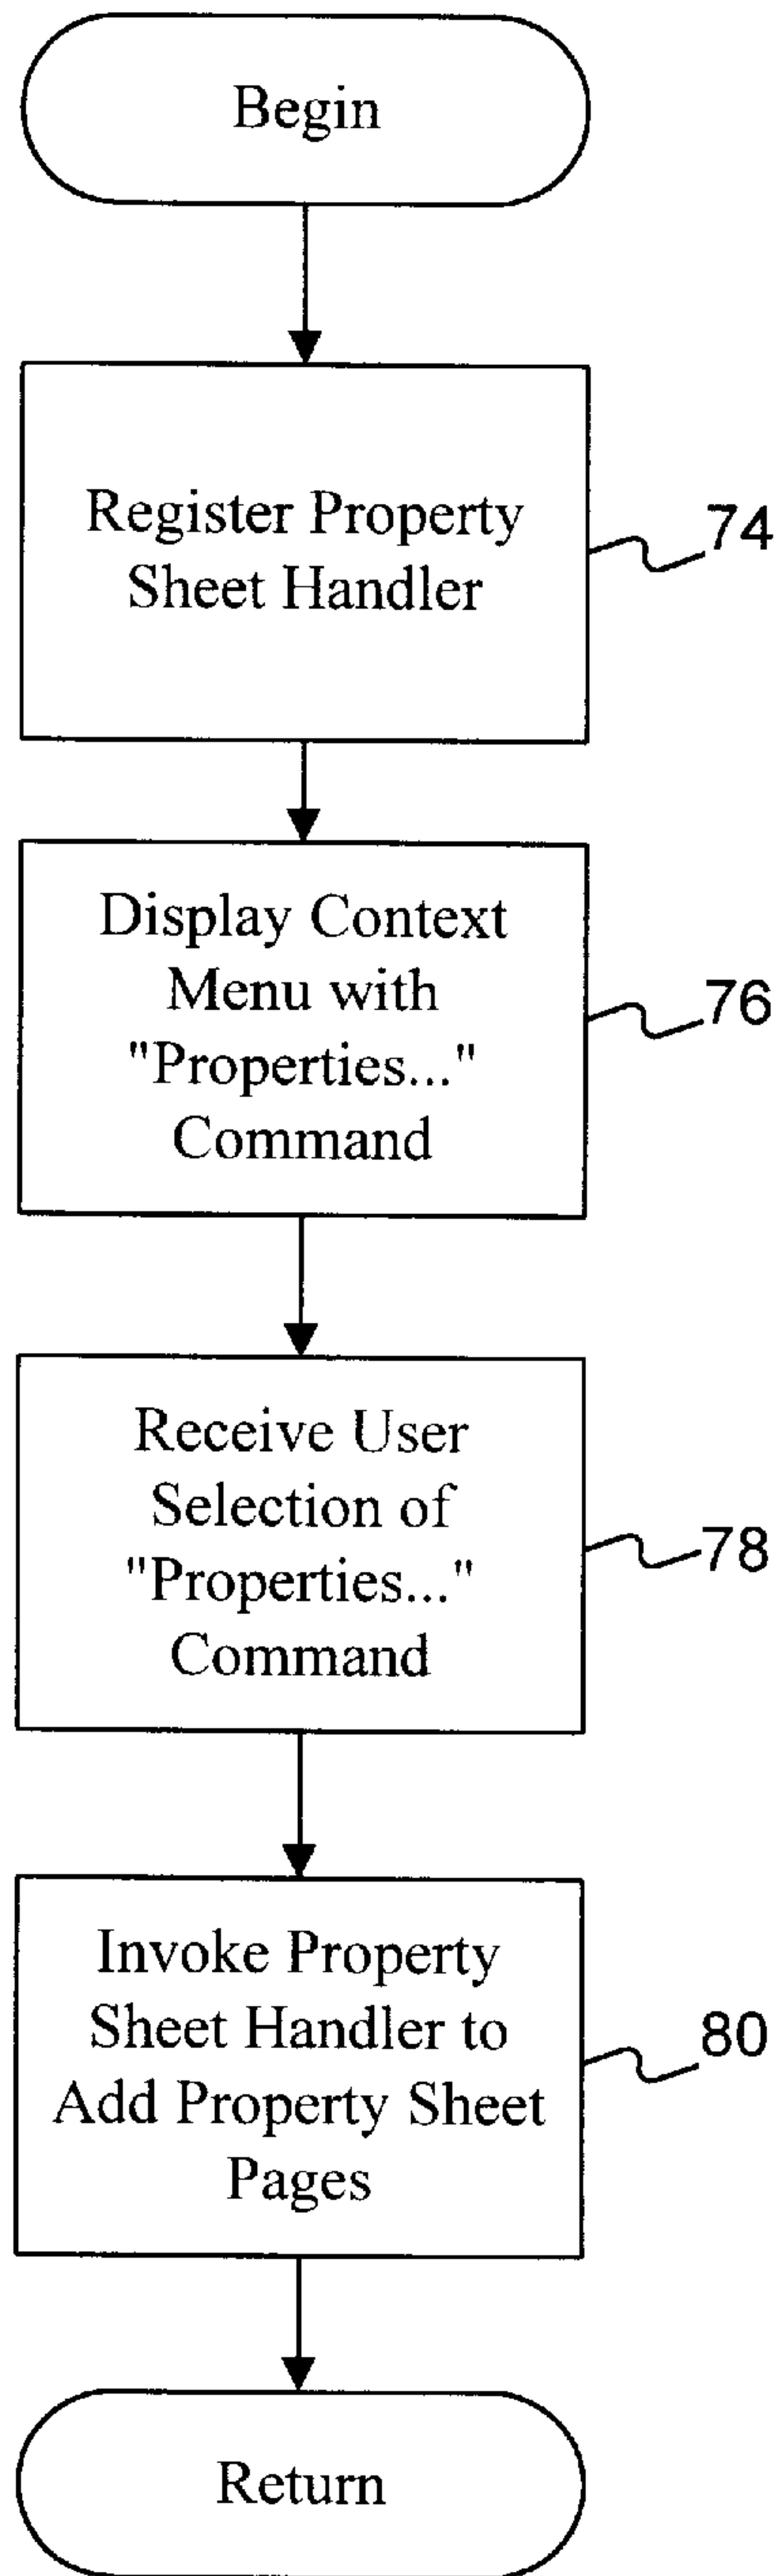 Begin
Register Property
Sheet Handler
74
Display Context
Menu with
"Properties..."
Command
76
Receive User
Selection of
"Properties..."
Command
78
Invoke Property
Sheet Handler to
Add Property Sheet
Pages
80
Return